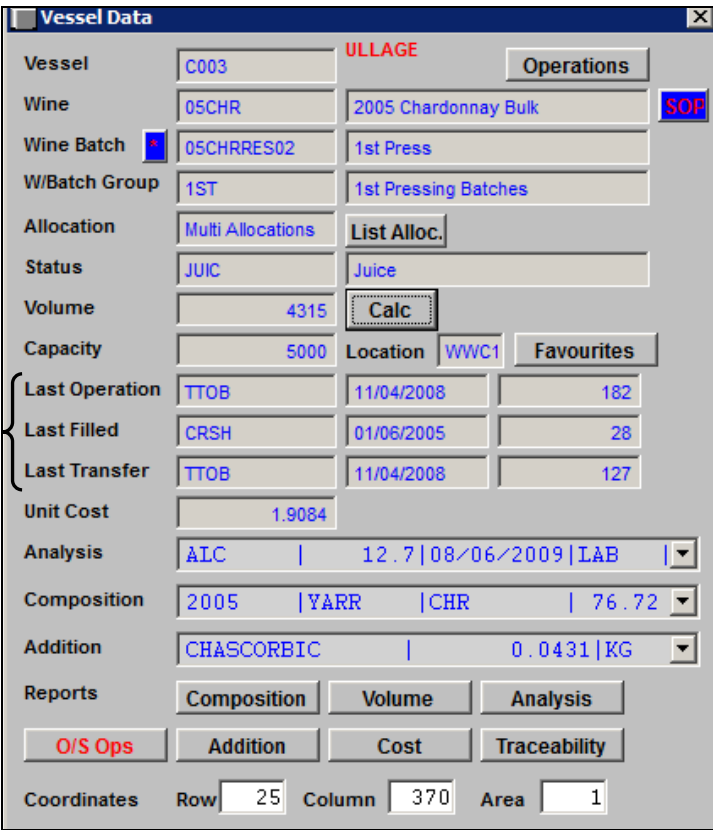 Vessel Data
Vessel C003 ULLAGE Operations
Wine 05CHR 2005 Chardonnay Bulk SOP
Wine Batch * 05CHRRES02 1st Press
W/Batch Group 1ST 1st Pressing Batches
Allocation Multi Allocations List Alloc.
Status JUIC Juice
Volume 4315 Calc
Capacity 5000 Location WWC1 Favourites
Last Operation TTOB 11/04/2008 182
Last Filled CRSH 01/06/2005 28
Last Transfer TTOB 11/04/2008 127
Unit Cost 1.9084
Analysis ALC | 12.7|08/06/2009|LAB |
Composition 2005 |YARR |CHR | 76.72
Addition CHASCORBIC | 0.0431|KG
Reports Composition Volume Analysis
O/S Ops Addition Cost Traceability
Coordinates Row 25 Column 370 Area 1